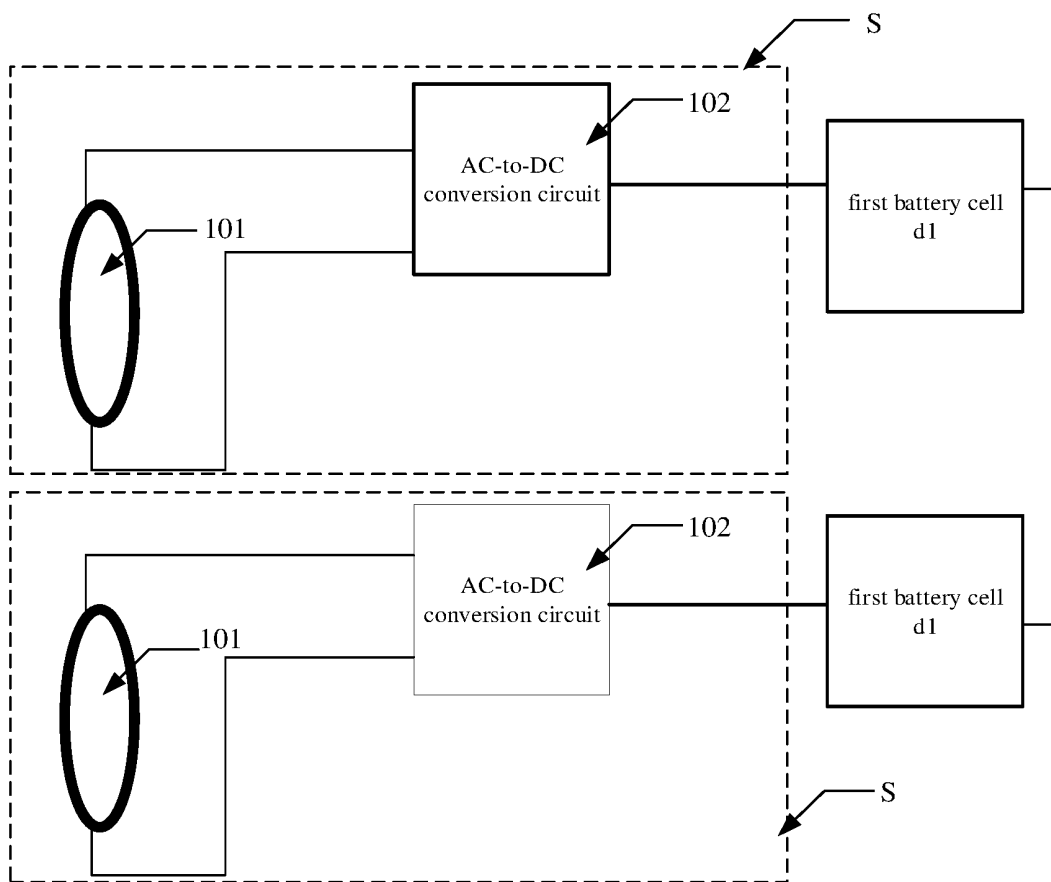 S
102
AC-to-DC
conversion circuit
first battery cell
d1
101
102
AC-to-DC
conversion circuit
first battery cell
d1
101
S